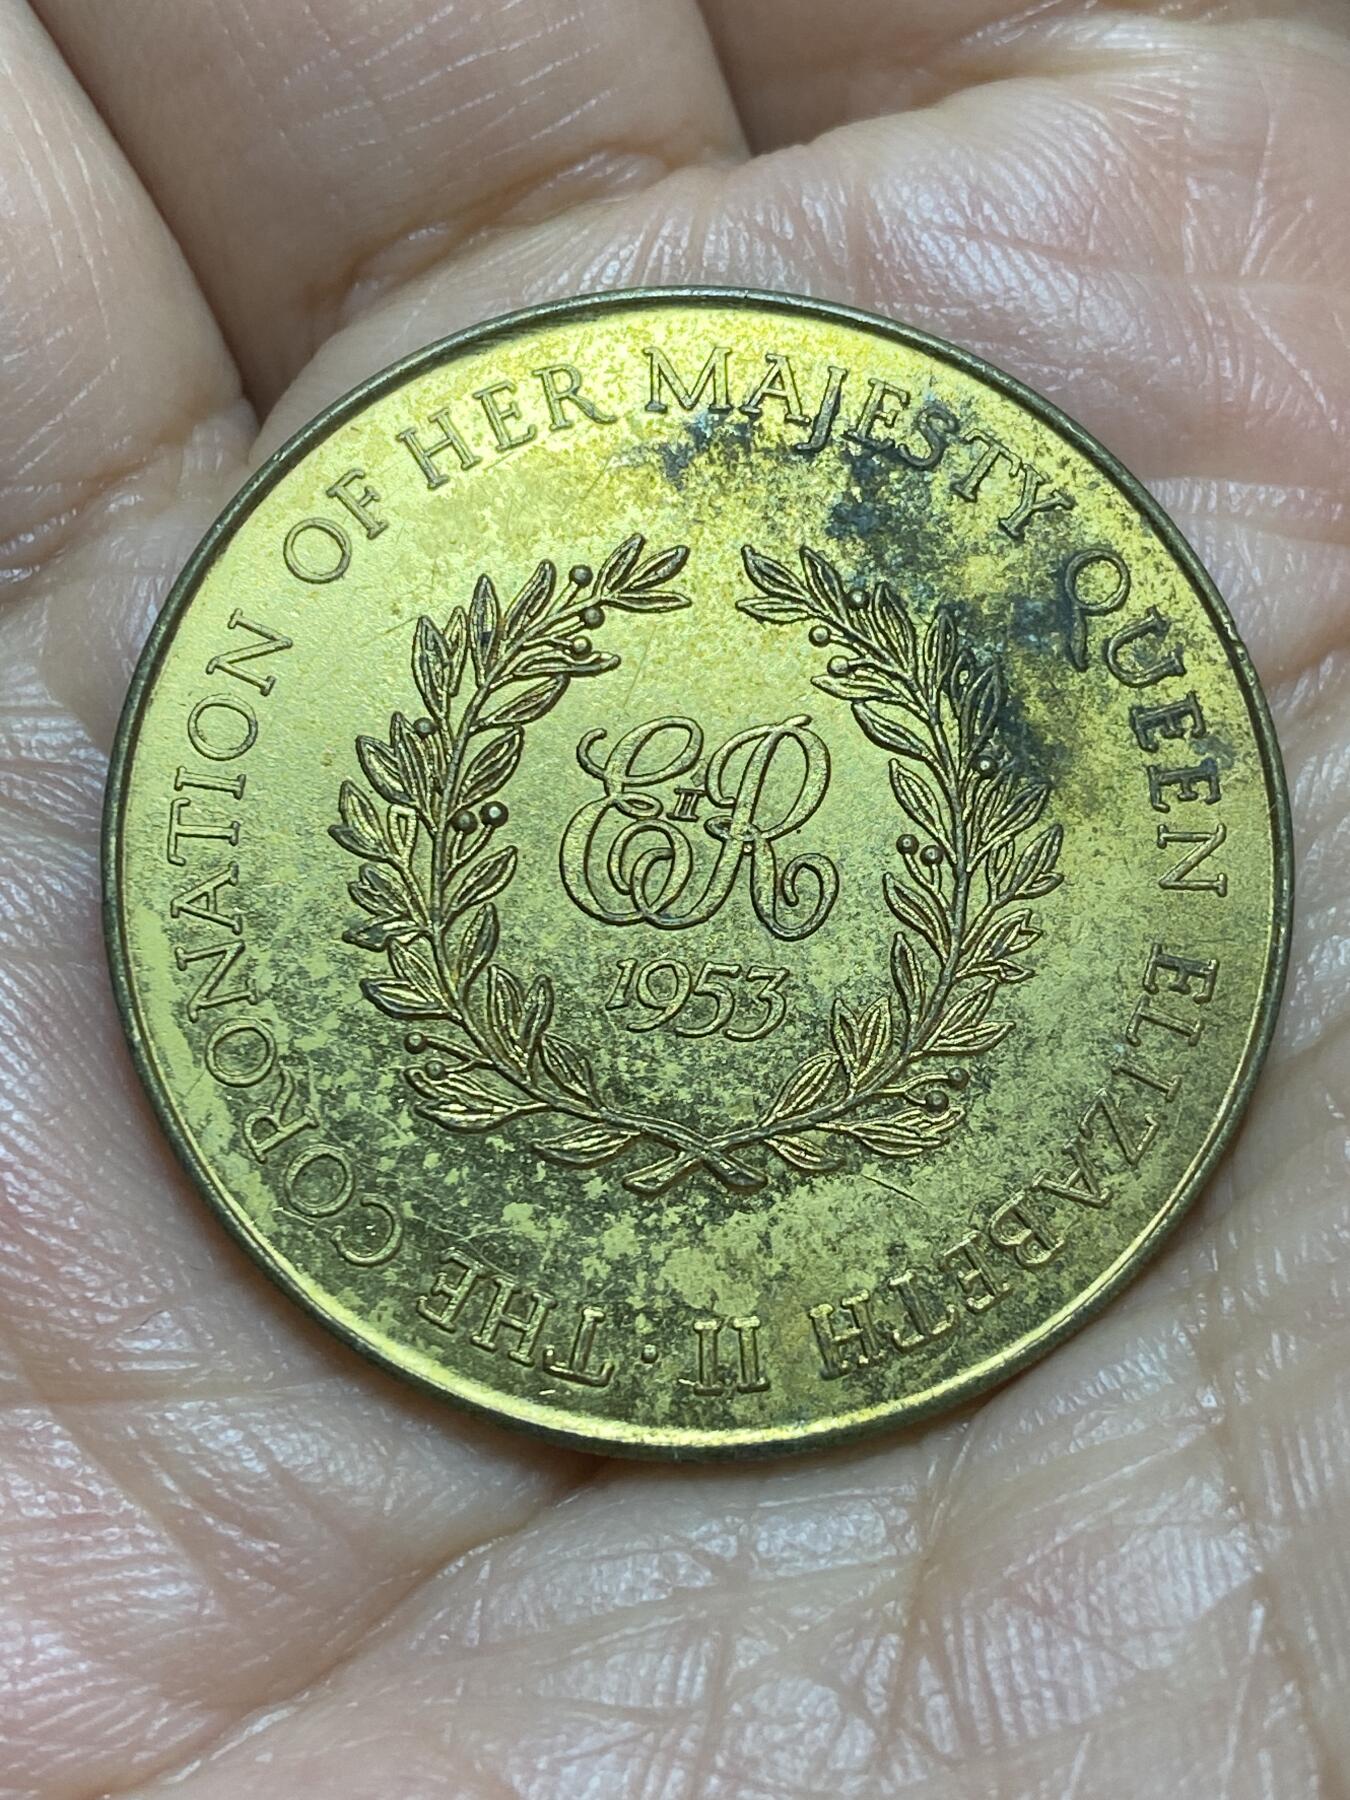 THE CORONATION OF HER MAJESTY QUEEN ELIZABETH II ·
EIIR
1953